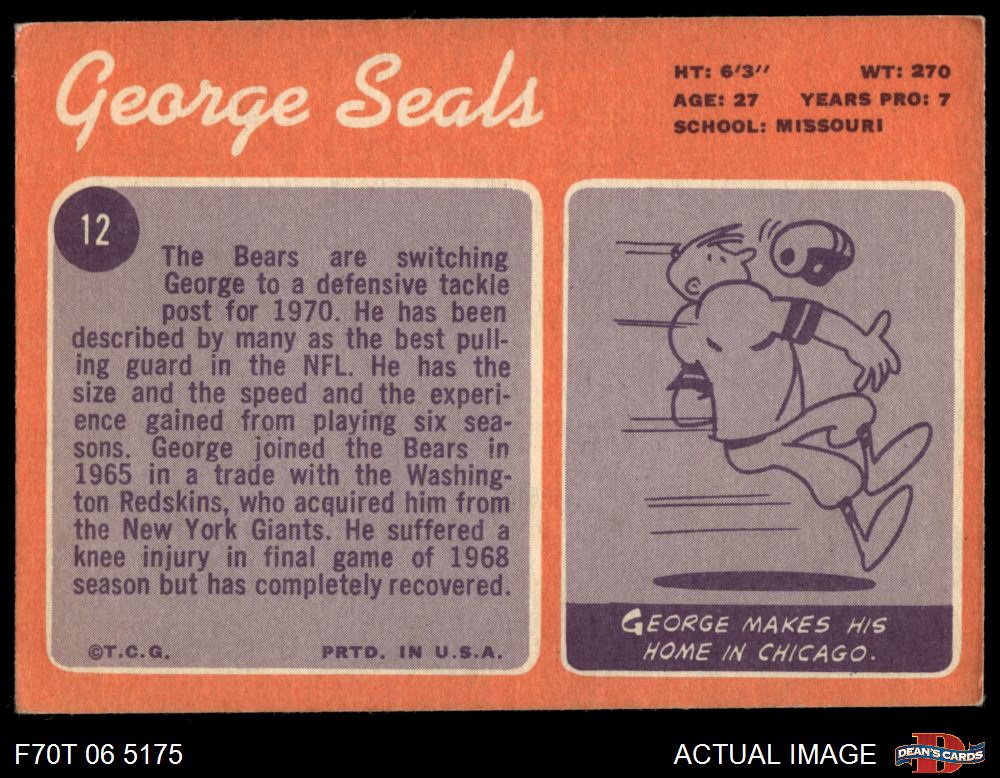 George Seals
HT: 6'3'' WT: 270
AGE: 27 YEARS PRO: 7
SCHOOL: MISSOURI
12
The Bears are switching
George to a defensive tackle
post for 1970. He has been
described by many as the best pull-
ing guard in the NFL. He has the
size and the speed and the experi-
ence gained from playing six sea-
sons. George joined the Bears in
1965 in a trade with the Washing-
ton Redskins, who acquired him from
the New York Giants. He suffered a
knee injury in final game of 1968
season but has completely recovered.
©T.C.G. PRTD. IN U.S.A.
GEORGE MAKES HIS
HOME IN CHICAGO.
F70T 06 5175
ACTUAL IMAGE
DEAN'S CARDS